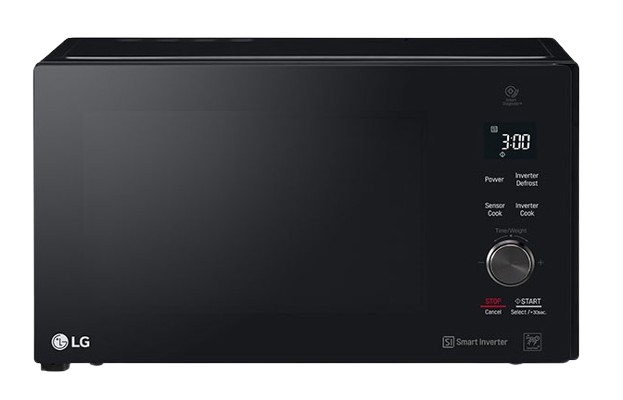 3:00
Power
Inverter
Defrost
Sensor
Cook
Inverter
Cook
Time/Weight
- +
STOP
Cancel
START
Select /+30sec.
LG
SI Smart Inverter